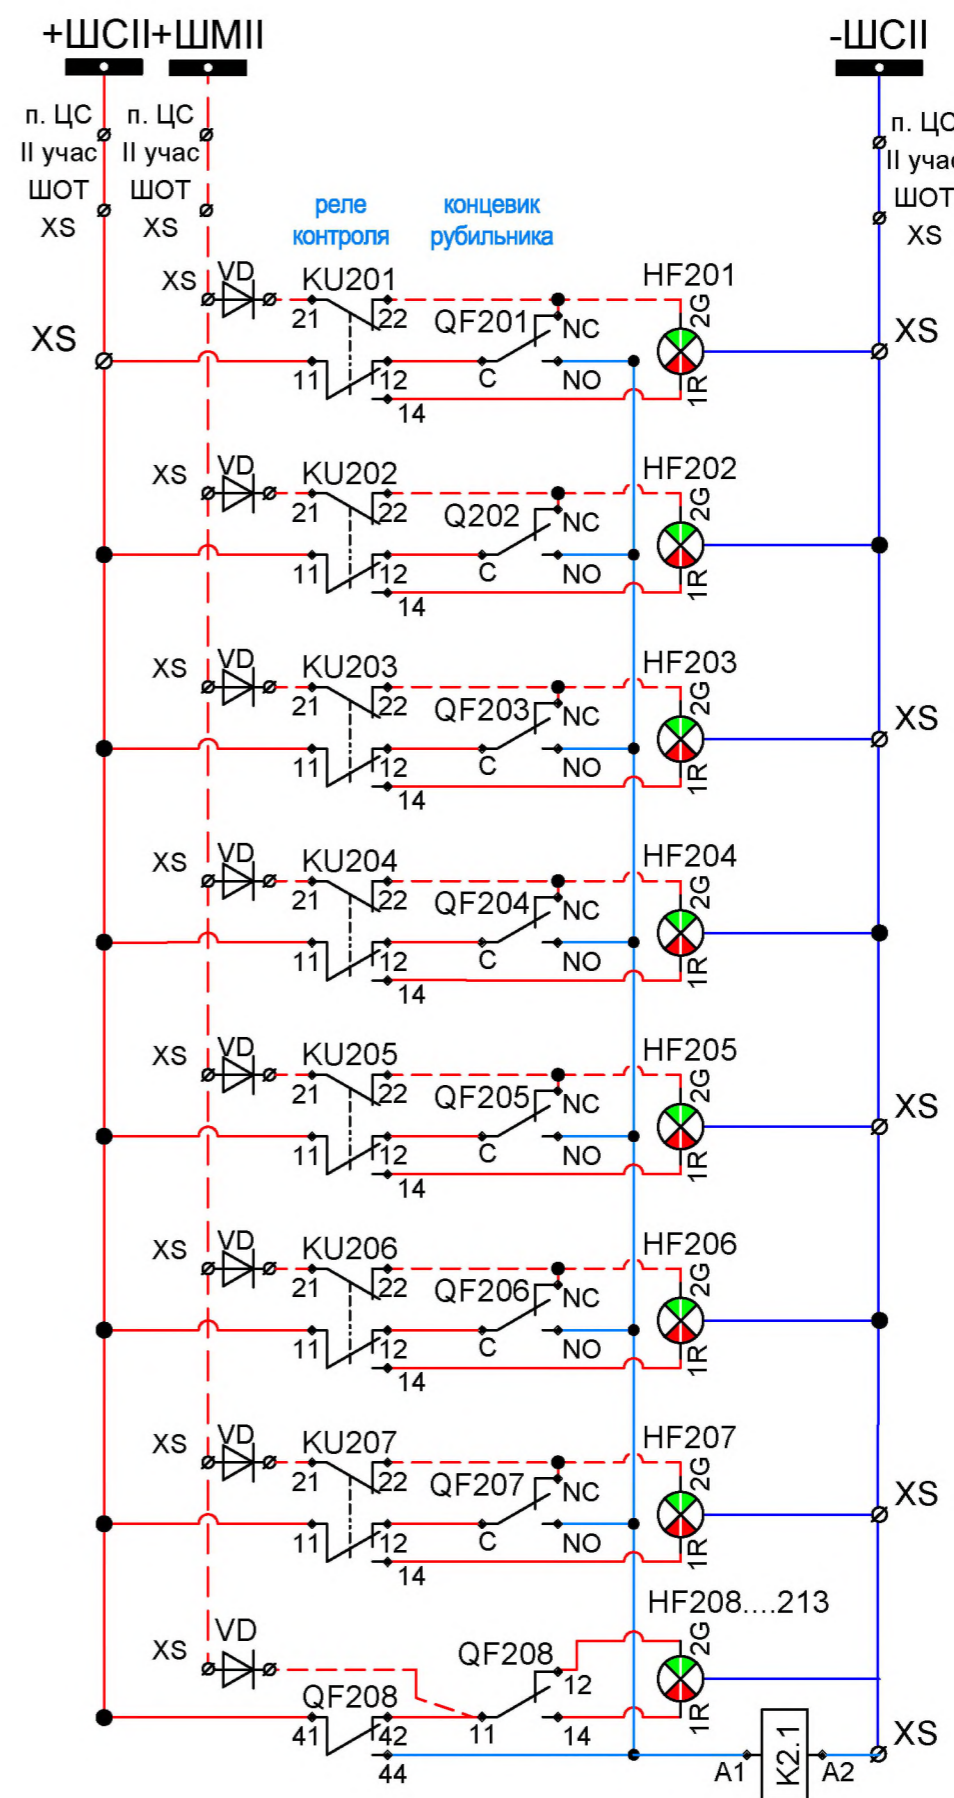 +ШСII +ШМII -ШСII
п. ЦС п. ЦС п. ЦС
II учас II учас II учас
ШОТ ШОТ ШОТ
XS XS XS
реле концевик
контроля рубильника
XS VD KU201 HF201
21 22 QF201 NC 2G
XS XS
11 12 C NO 1R
14
XS VD KU202 HF202
21 22 Q202 NC 2G
11 12 C NO 1R
14
XS VD KU203 HF203
21 22 QF203 NC 2G
XS
11 12 C NO 1R
14
XS VD KU204 HF204
21 22 QF204 NC 2G
11 12 C NO 1R
14
XS VD KU205 HF205
21 22 QF205 NC 2G
XS
11 12 C NO 1R
14
XS VD KU206 HF206
21 22 QF206 NC 2G
11 12 C NO 1R
14
XS VD KU207 HF207
21 22 QF207 NC 2G
XS
11 12 C NO 1R
14
HF208....213
XS VD QF208 12 2G
QF208
41 42 11 14 1R
XS
44 A1 K2.1 A2